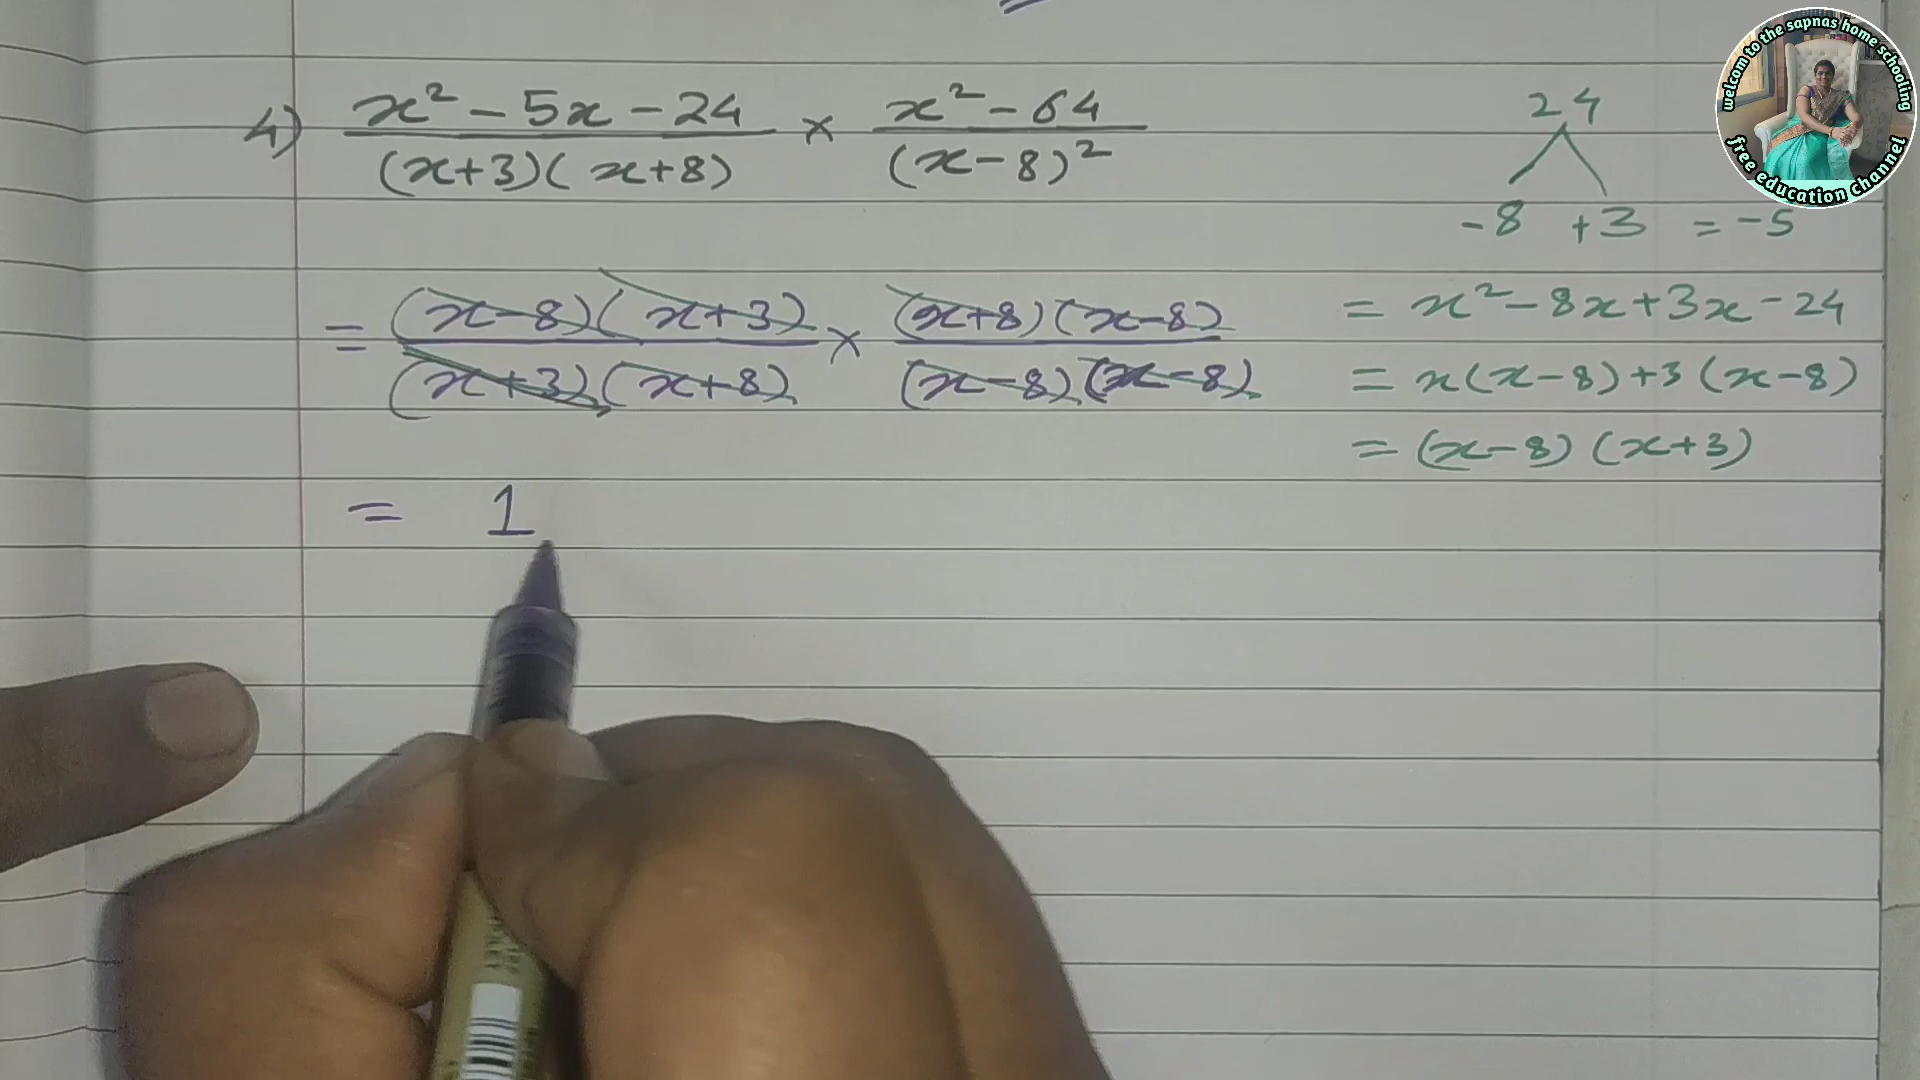 4) x² - 5x - 24 / (x+3)(x+8) × x² - 64 / (x-8)²
= (x-8)(x+3) / (x+3)(x+8) × (x+8)(x-8) / (x-8)(x-8)
= 1
24
-8 +3 = -5
= x² - 8x + 3x - 24
= x(x-8) + 3(x-8)
= (x-8)(x+3)
welcom to the sapnas home schooling
free education channel